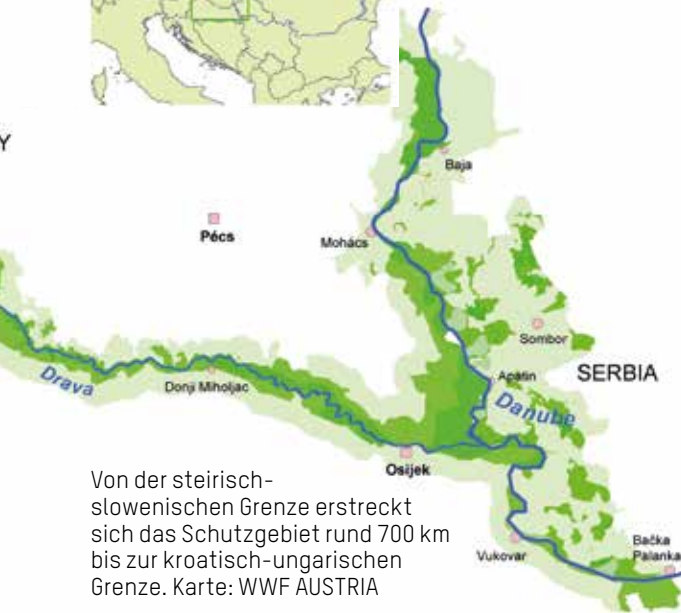 Y
Baja
Pécs
Mohács
Sombor
Apatin
SERBIA
Drava
Donji Miholjac
Danube
Osijek
Von der steirisch-
slowenischen Grenze erstreckt
sich das Schutzgebiet rund 700 km
bis zur kroatisch-ungarischen
Grenze. Karte: WWF AUSTRIA
Vukovar
Bačka
Palanka